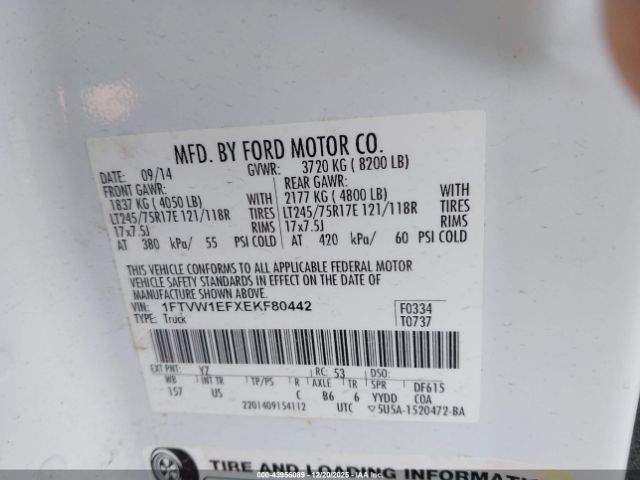 MFD. BY FORD MOTOR CO.
DATE: 09/14 GVWR: 3720 KG ( 8200 LB)
FRONT GAWR: REAR GAWR:
1837 KG ( 4050 LB) WITH 2177 KG ( 4800 LB) WITH
LT245/75R17E 121/118R TIRES LT245/75R17E 121/118R TIRES
17x7.5J RIMS 17x7.5J RIMS
AT 380 kPa/ 55 PSI COLD AT 420 kPa/ 60 PSI COLD
THIS VEHICLE CONFORMS TO ALL APPLICABLE FEDERAL MOTOR
VEHICLE SAFETY STANDARDS IN EFFECT ON THE DATE OF
MANUFACTURE SHOWN ABOVE.
VIN: 1FTVW1EFXEKF80442 F0334
TYPE: Truck T0737
EXT PNT: YZ RC: 53 DSO:
WB INT TR TP/PS R AXLE TR SPR DF615
157 US C B6 6 YYDD COA
2201409154112 UTC ▽5U5A-1520472-BA
TIRE AND LOADING INFORMATION
© 43956089 - 12/20/2025 - IAA Inc.